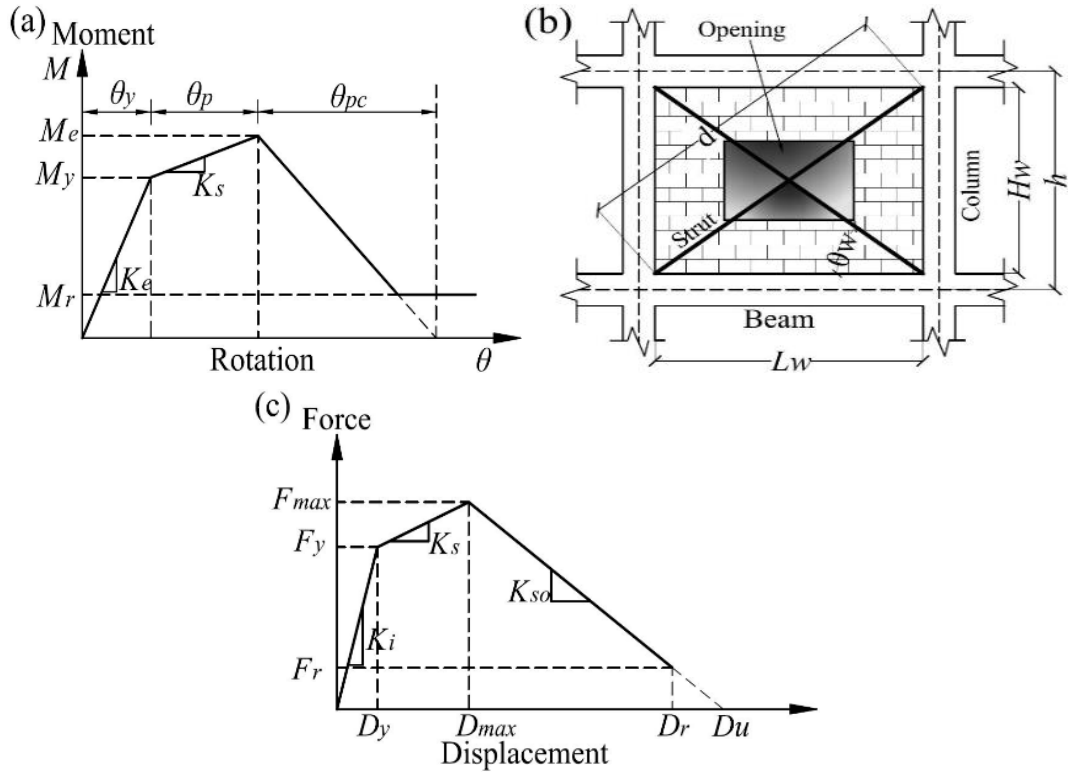 (a)
Moment
M
θy
θp
θpc
Me
My
Mr
Ks
Ke
Rotation
θ
(b)
Opening
d
Strut
θw
Column
Hw
h
Beam
Lw
(c)
Force
Fmax
Fy
Fr
Ks
Kso
Ki
Dy
Dmax
Dr
Du
Displacement